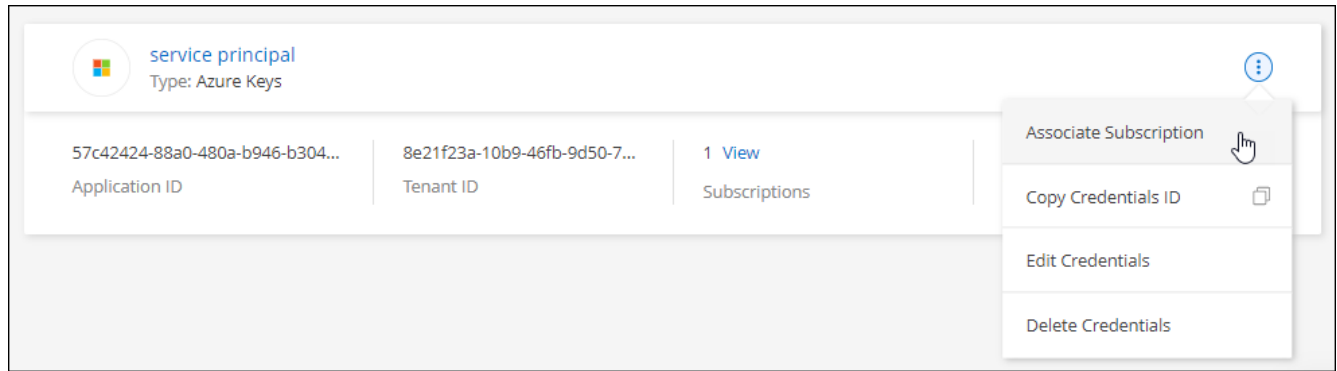 service principal
Type: Azure Keys
57c42424-88a0-480a-b946-b304...
Application ID
8e21f23a-10b9-46fb-9d50-7...
Tenant ID
1 View
Subscriptions
Associate Subscription
Copy Credentials ID
Edit Credentials
Delete Credentials